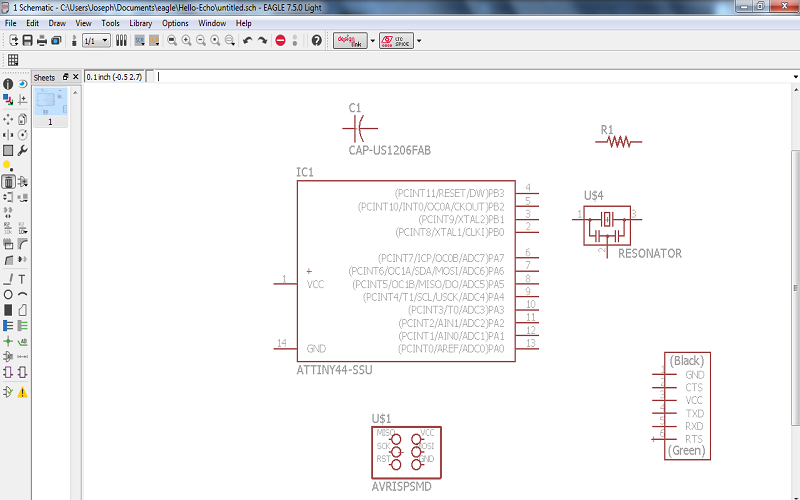 1 Schematic - C:\Users\Joseph\Documents\eagle\Hello-Echo\untitled.sch - EAGLE 7.5.0 Light
File Edit Draw View Tools Library Options Window Help
1/1 SCR ULP design link LTC SPICE
Sheets 0.1 inch (-0.5 2.7)
1
C1
CAP-US1206FAB
R1
IC1
(PCINT11/RESET/DW)PB3 4
(PCINT10/INT0/OC0A/CKOUT)PB2 5
(PCINT9/XTAL2)PB1 3
(PCINT8/XTAL1/CLKI)PB0 2
(PCINT7/ICP/OC0B/ADC7)PA7 6
(PCINT6/OC1A/SDA/MOSI/ADC6)PA6 7
1 VCC (PCINT5/OC1B/MISO/DO/ADC5)PA5 8
(PCINT4/T1/SCL/USCK/ADC4)PA4 9
(PCINT3/T0/ADC3)PA3 10
(PCINT2/AIN1/ADC2)PA2 11
(PCINT1/AIN0/ADC1)PA1 12
14 GND (PCINT0/AREF/ADC0)PA0 13
ATTINY44-SSU
U$4
1 3
2
RESONATOR
U$1
MISO VCC
SCK MOSI
RST GND
AVRISPSMD
(Black)
GND
CTS
VCC
TXD
RXD
6 RTS
(Green)